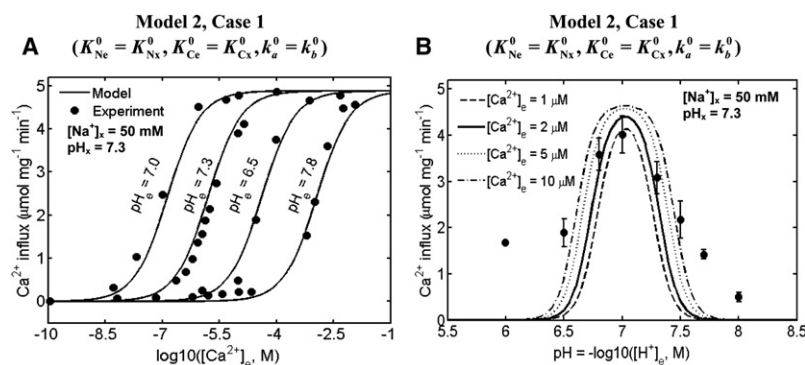 Model 2, Case 1
A
(K⁰Ne = K⁰Nx, K⁰Ce = K⁰Cx, k⁰a = k⁰b)
Ca²⁺ influx (μmol mg⁻¹ min⁻¹)
5
4
3
2
1
0
Model
Experiment
[Na⁺]x = 50 mM
pHx = 7.3
pHe = 7.0
pHe = 7.3
pHe = 6.5
pHe = 7.8
-10 -8.5 -7 -5.5 -4 -2.5 -1
log10([Ca²⁺]e, M)
Model 2, Case 1
B
(K⁰Ne = K⁰Nx, K⁰Ce = K⁰Cx, k⁰a = k⁰b)
Ca²⁺ influx (μmol mg⁻¹ min⁻¹)
5
4
3
2
1
0
[Ca²⁺]e = 1 μM
[Ca²⁺]e = 2 μM
[Ca²⁺]e = 5 μM
[Ca²⁺]e = 10 μM
[Na⁺]x = 50 mM
pHx = 7.3
5.5 6 6.5 7 7.5 8 8.5
pH = -log10([H⁺]e, M)